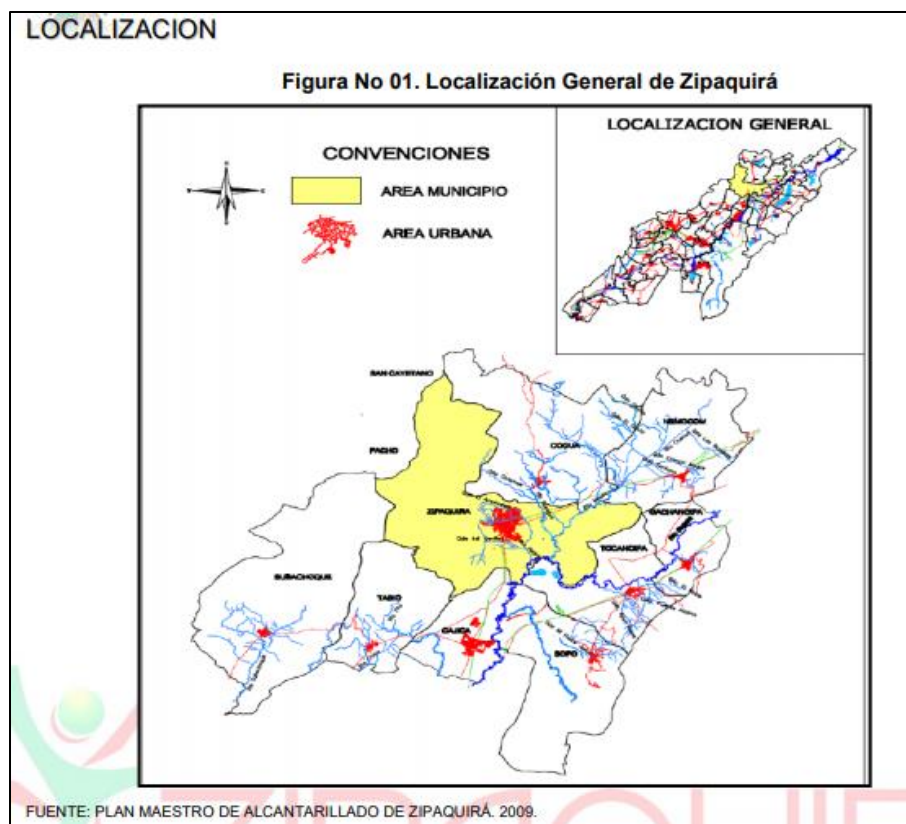 LOCALIZACION
Figura No 01. Localización General de Zipaquirá
LOCALIZACION GENERAL
CONVENCIONES
AREA MUNICIPIO
AREA URBANA
SAN CAYETANO
PACHO
COGUA
NEMOCON
ZIPAQUIRA
GACHANCIPA
TOCANCIPA
SUBACHOQUE
TABIO
CAJICA
SOPO
FUENTE: PLAN MAESTRO DE ALCANTARILLADO DE ZIPAQUIRÁ. 2009.